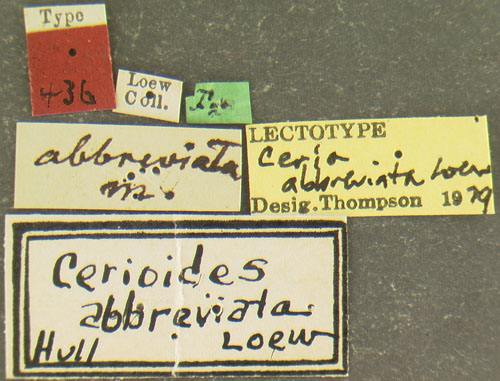 Type
436
Loew
Coll.
abbreviata
m.
LECTOTYPE
Ceria
abbreviata Loew
Desig. Thompson 1979
Cerioides
abbreviata
Hull Loew